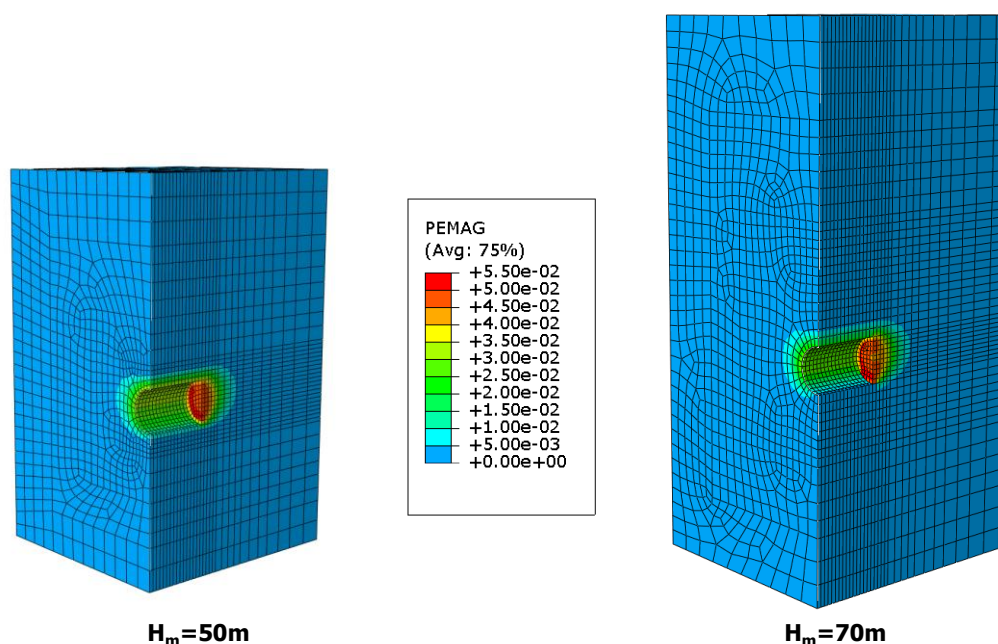 PEMAG
(Avg: 75%)
+5.50e-02
+5.00e-02
+4.50e-02
+4.00e-02
+3.50e-02
+3.00e-02
+2.50e-02
+2.00e-02
+1.50e-02
+1.00e-02
+5.00e-03
+0.00e+00
Hₘ=50m
Hₘ=70m